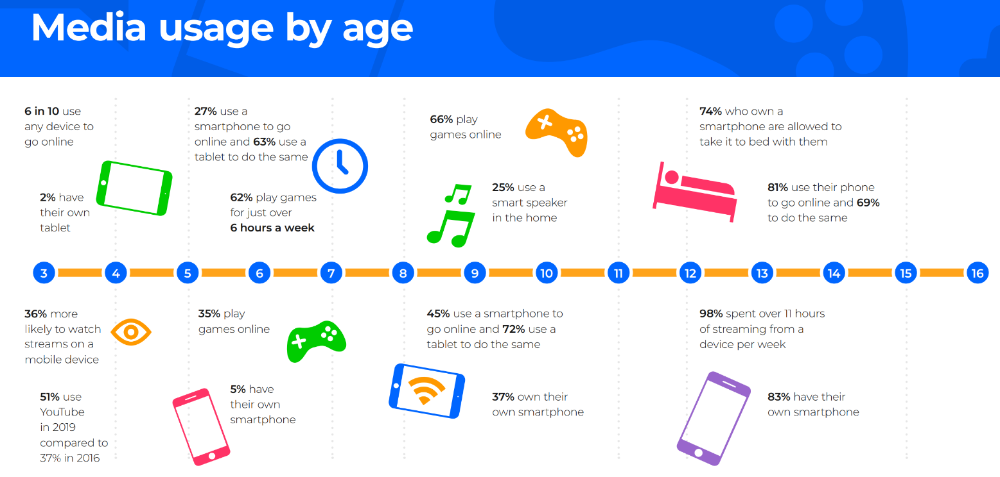 Media usage by age
6 in 10 use
any device to
go online
2% have
their own
tablet
27% use a
smartphone to go
online and 63% use a
tablet to do the same
62% play games
for just over
6 hours a week
66% play
games online
25% use a
smart speaker
in the home
74% who own a
smartphone are allowed to
take it to bed with them
81% use their phone
to go online and 69%
to do the same
3 4 5 6 7 8 9 10 11 12 13 14 15 16
36% more
likely to watch
streams on a
mobile device
51% use
YouTube
in 2019
compared to
37% in 2016
35% play
games online
5% have
their own
smartphone
45% use a smartphone to
go online and 72% use a
tablet to do the same
37% own their
own smartphone
98% spent over 11 hours
of streaming from a
device per week
83% have their
own smartphone